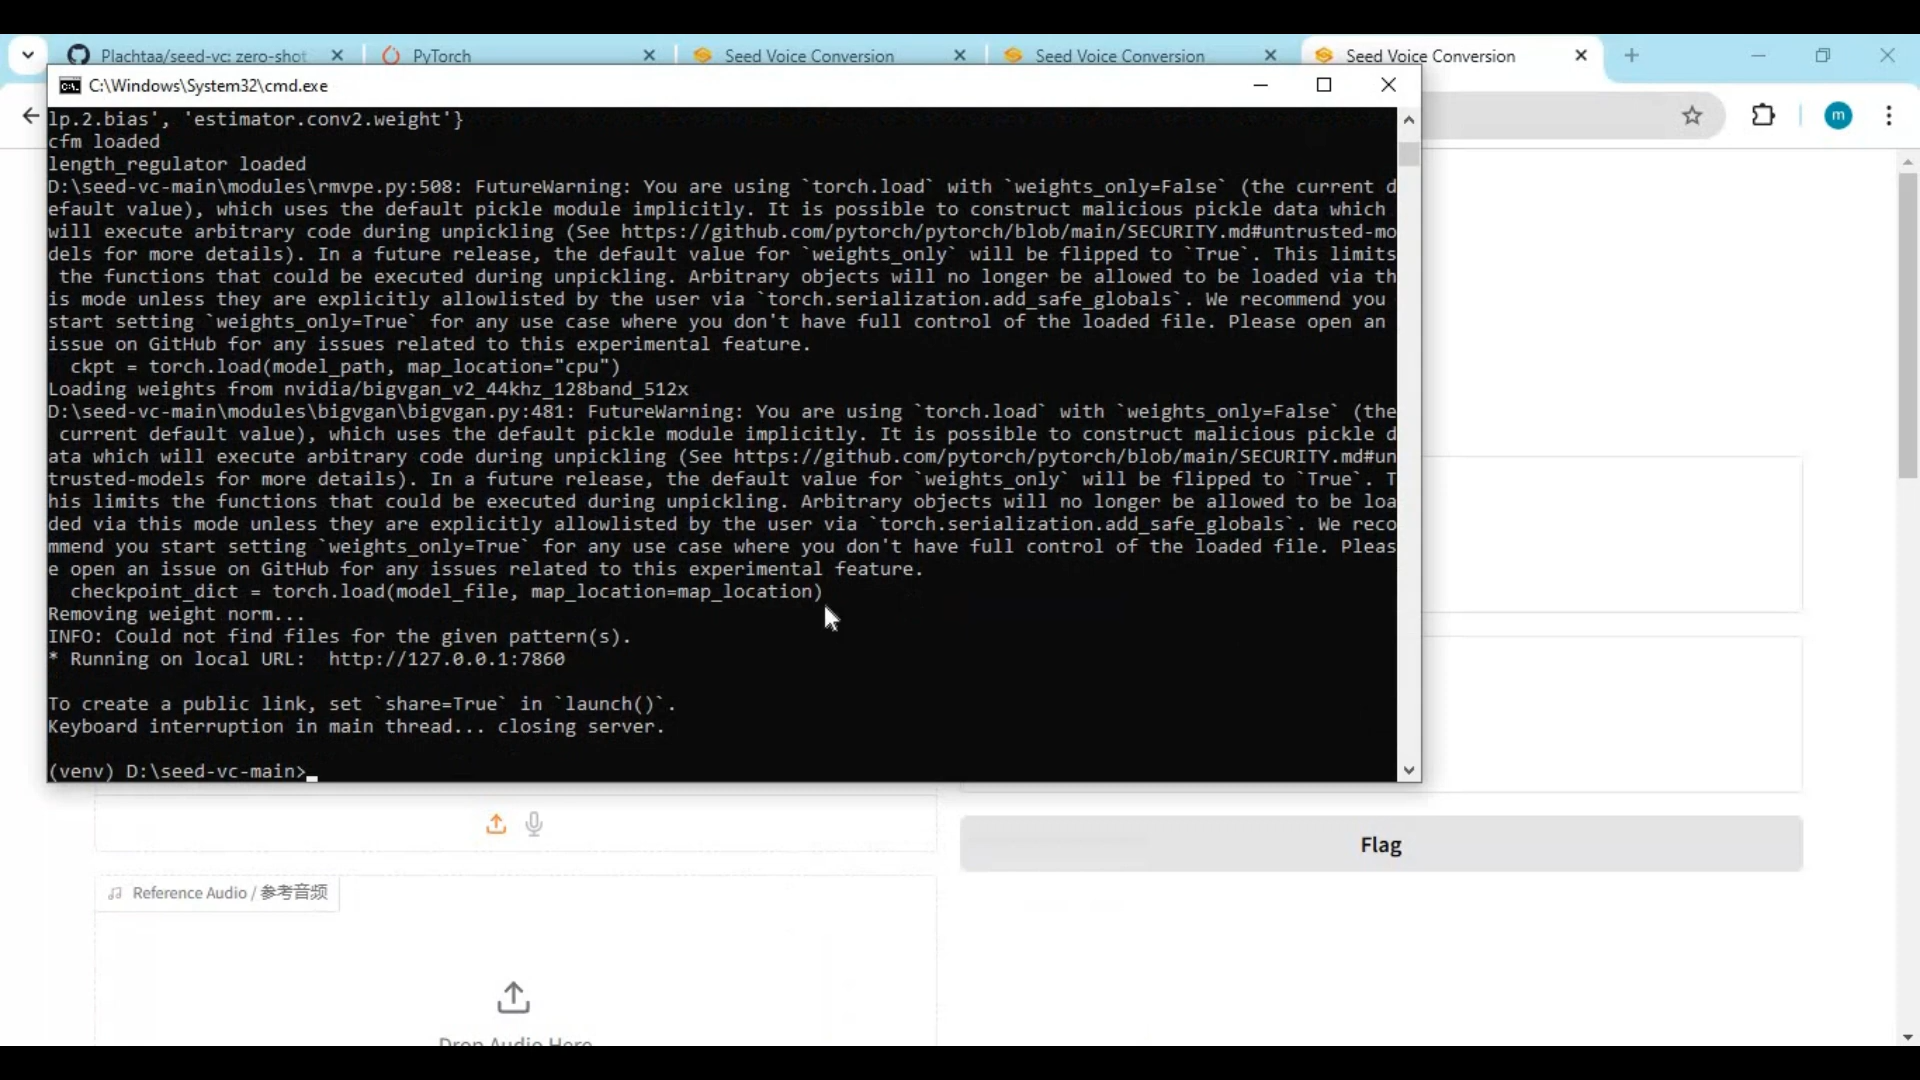 Plachtaa/seed-vc: zero-shot
PyTorch
Seed Voice Conversion
Seed Voice Conversion
Seed Voice Conversion
C:\Windows\System32\cmd.exe
m
lp.2.bias', 'estimator.conv2.weight'}
cfm loaded
length_regulator loaded
D:\seed-vc-main\modules\rmvpe.py:508: FutureWarning: You are using `torch.load` with `weights_only=False` (the current d
efault value), which uses the default pickle module implicitly. It is possible to construct malicious pickle data which
will execute arbitrary code during unpickling (See https://github.com/pytorch/pytorch/blob/main/SECURITY.md#untrusted-mo
dels for more details). In a future release, the default value for `weights_only` will be flipped to `True`. This limits
 the functions that could be executed during unpickling. Arbitrary objects will no longer be allowed to be loaded via th
is mode unless they are explicitly allowlisted by the user via `torch.serialization.add_safe_globals`. We recommend you
start setting `weights_only=True` for any use case where you don't have full control of the loaded file. Please open an
issue on GitHub for any issues related to this experimental feature.
  ckpt = torch.load(model_path, map_location="cpu")
Loading weights from nvidia/bigvgan_v2_44khz_128band_512x
D:\seed-vc-main\modules\bigvgan\bigvgan.py:481: FutureWarning: You are using `torch.load` with `weights_only=False` (the
 current default value), which uses the default pickle module implicitly. It is possible to construct malicious pickle d
ata which will execute arbitrary code during unpickling (See https://github.com/pytorch/pytorch/blob/main/SECURITY.md#un
trusted-models for more details). In a future release, the default value for `weights_only` will be flipped to `True`. T
his limits the functions that could be executed during unpickling. Arbitrary objects will no longer be allowed to be loa
ded via this mode unless they are explicitly allowlisted by the user via `torch.serialization.add_safe_globals`. We reco
mmend you start setting `weights_only=True` for any use case where you don't have full control of the loaded file. Pleas
e open an issue on GitHub for any issues related to this experimental feature.
  checkpoint_dict = torch.load(model_file, map_location=map_location)
Removing weight norm...
INFO: Could not find files for the given pattern(s).
* Running on local URL:  http://127.0.0.1:7860
To create a public link, set `share=True` in `launch()`.
Keyboard interruption in main thread... closing server.
(venv) D:\seed-vc-main>
Flag
Reference Audio / 参考音频
Drop Audio Here